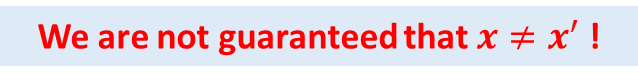 We are not guaranteed that x ≠ x′ !